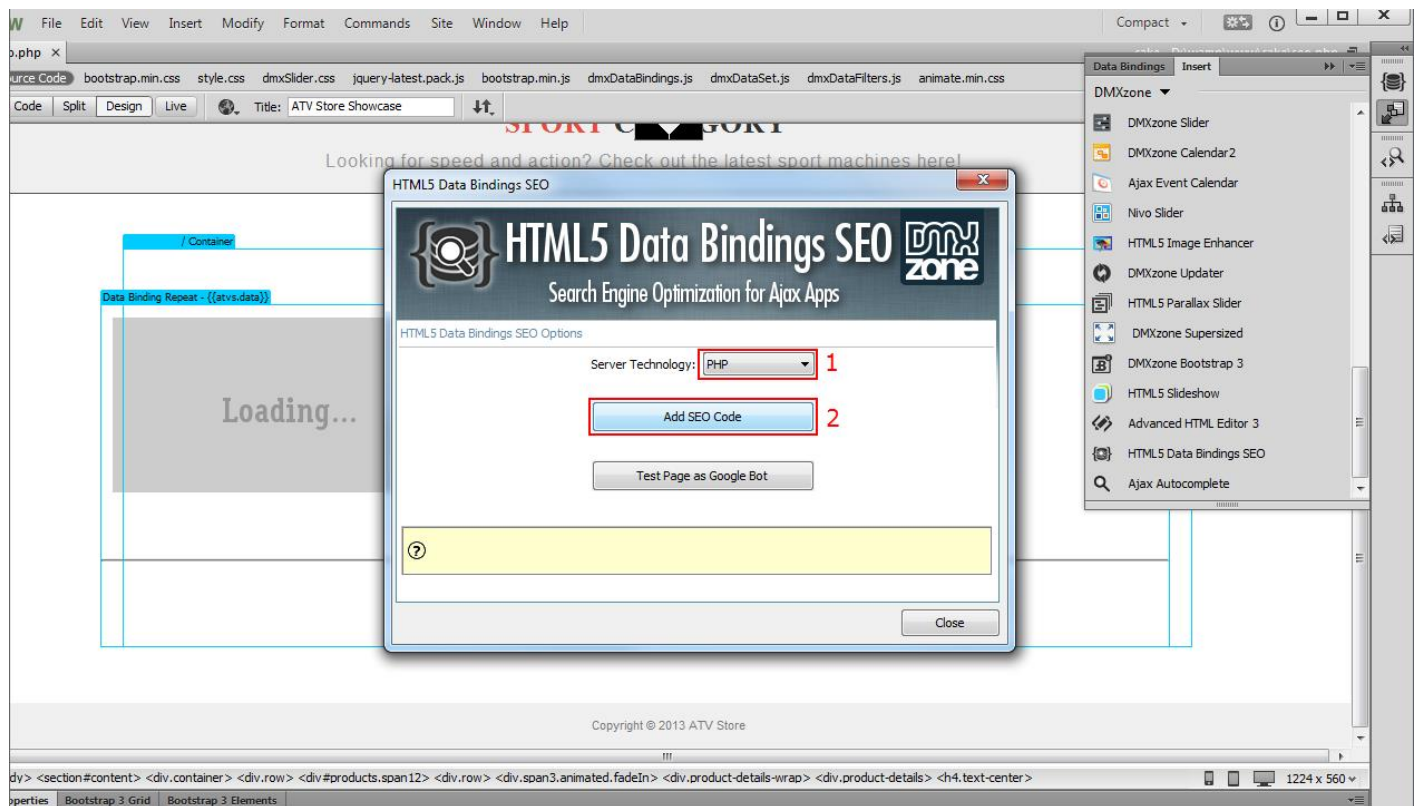 W File Edit View Insert Modify Format Commands Site Window Help
Compact
.php
bootstrap.min.css style.css dmxSlider.css jquery-latest.pack.js bootstrap.min.js dmxDataBindings.js dmxDataSet.js dmxDataFilters.js animate.min.css
Code Split Design Live Title: ATV Store Showcase
Looking for speed and action? Check out the latest sport machines here!
/ Container
Data Binding Repeat - {{atvs.data}}
Loading...
HTML5 Data Bindings SEO
HTML5 Data Bindings SEO
DMX zone
Search Engine Optimization for Ajax Apps
HTML5 Data Bindings SEO Options
Server Technology: PHP 1
Add SEO Code 2
Test Page as Google Bot
Close
Data Bindings Insert
DMXzone
DMXzone Slider
DMXzone Calendar2
Ajax Event Calendar
Nivo Slider
HTML5 Image Enhancer
DMXzone Updater
HTML5 Parallax Slider
DMXzone Supersized
DMXzone Bootstrap 3
HTML5 Slideshow
Advanced HTML Editor 3
HTML5 Data Bindings SEO
Ajax Autocomplete
Copyright © 2013 ATV Store
dy> <section#content> <div.container> <div.row> <div#products.span12> <div.row> <div.span3.animated.fadeIn> <div.product-details-wrap> <div.product-details> <h4.text-center>
1224 x 560
operties Bootstrap 3 Grid Bootstrap 3 Elements